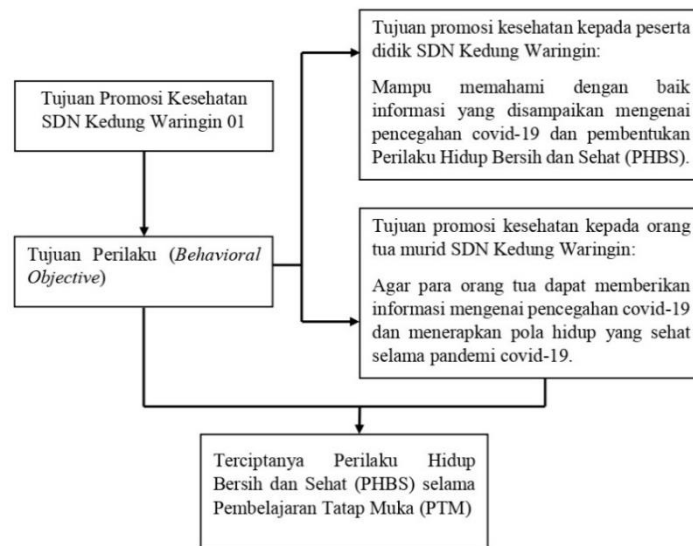 Tujuan Promosi Kesehatan
SDN Kedung Waringin 01
Tujuan Perilaku (Behavioral
Objective)
Tujuan promosi kesehatan kepada peserta
didik SDN Kedung Waringin:
Mampu memahami dengan baik
informasi yang disampaikan mengenai
pencegahan covid-19 dan pembentukan
Perilaku Hidup Bersih dan Sehat (PHBS).
Tujuan promosi kesehatan kepada orang
tua murid SDN Kedung Waringin:
Agar para orang tua dapat memberikan
informasi mengenai pencegahan covid-19
dan menerapkan pola hidup yang sehat
selama pandemi covid-19.
Terciptanya Perilaku Hidup
Bersih dan Sehat (PHBS) selama
Pembelajaran Tatap Muka (PTM)